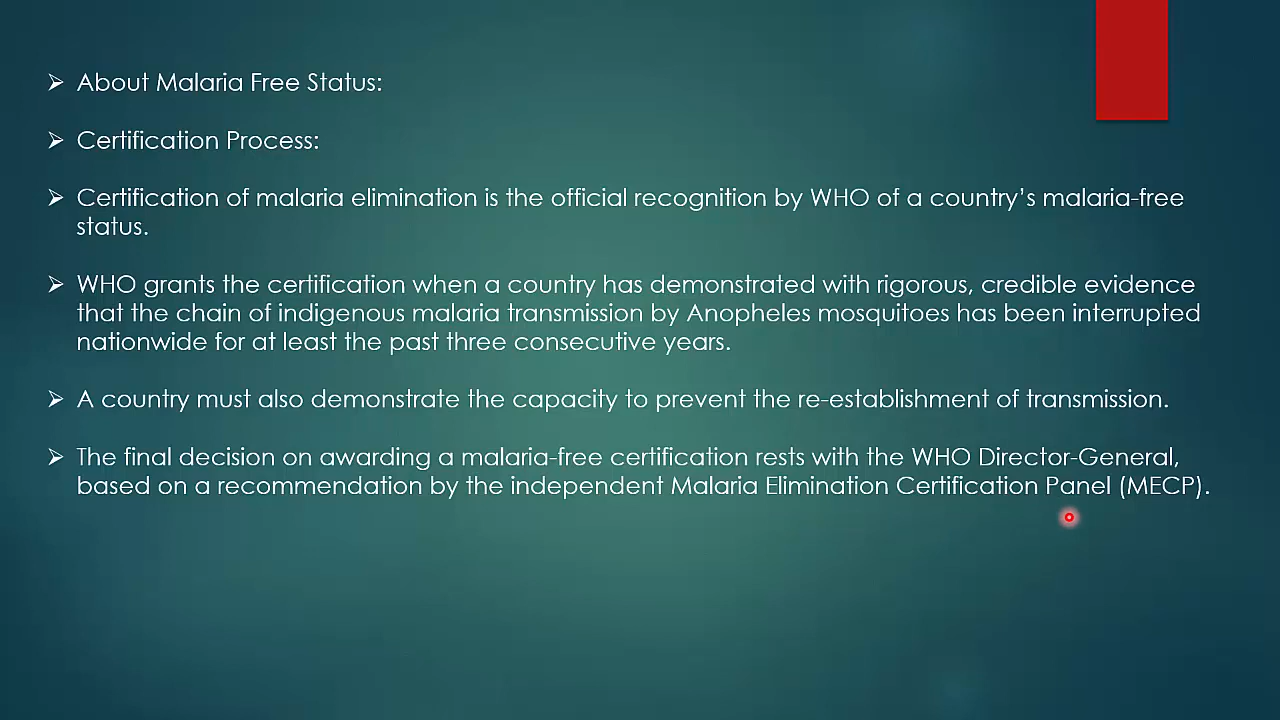 About Malaria Free Status:
Certification Process:
Certification of malaria elimination is the official recognition by WHO of a country’s malaria-free
status.
WHO grants the certification when a country has demonstrated with rigorous, credible evidence
that the chain of indigenous malaria transmission by Anopheles mosquitoes has been interrupted
nationwide for at least the past three consecutive years.
A country must also demonstrate the capacity to prevent the re-establishment of transmission.
The final decision on awarding a malaria-free certification rests with the WHO Director-General,
based on a recommendation by the independent Malaria Elimination Certification Panel (MECP).